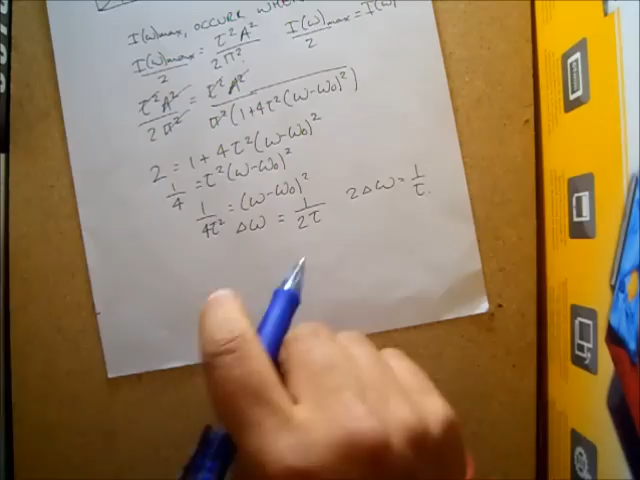 I(ω)max, OCCUR WHEN
I(ω)max/2 = τ²A²/2π² I(ω)max/2 = I(ω)
τ²A²/2π² = τ²A²/π²(1+4τ²(ω-ω₀)²)
2 = 1+4τ²(ω-ω₀)²
1/4 = τ²(ω-ω₀)²
1/4τ² = (ω-ω₀)²
Δω = 1/2τ 2Δω = 1/τ.